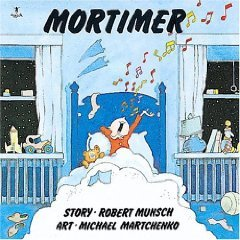 MORTIMER
STORY · ROBERT MUNSCH
ART · MICHAEL MARTCHENKO